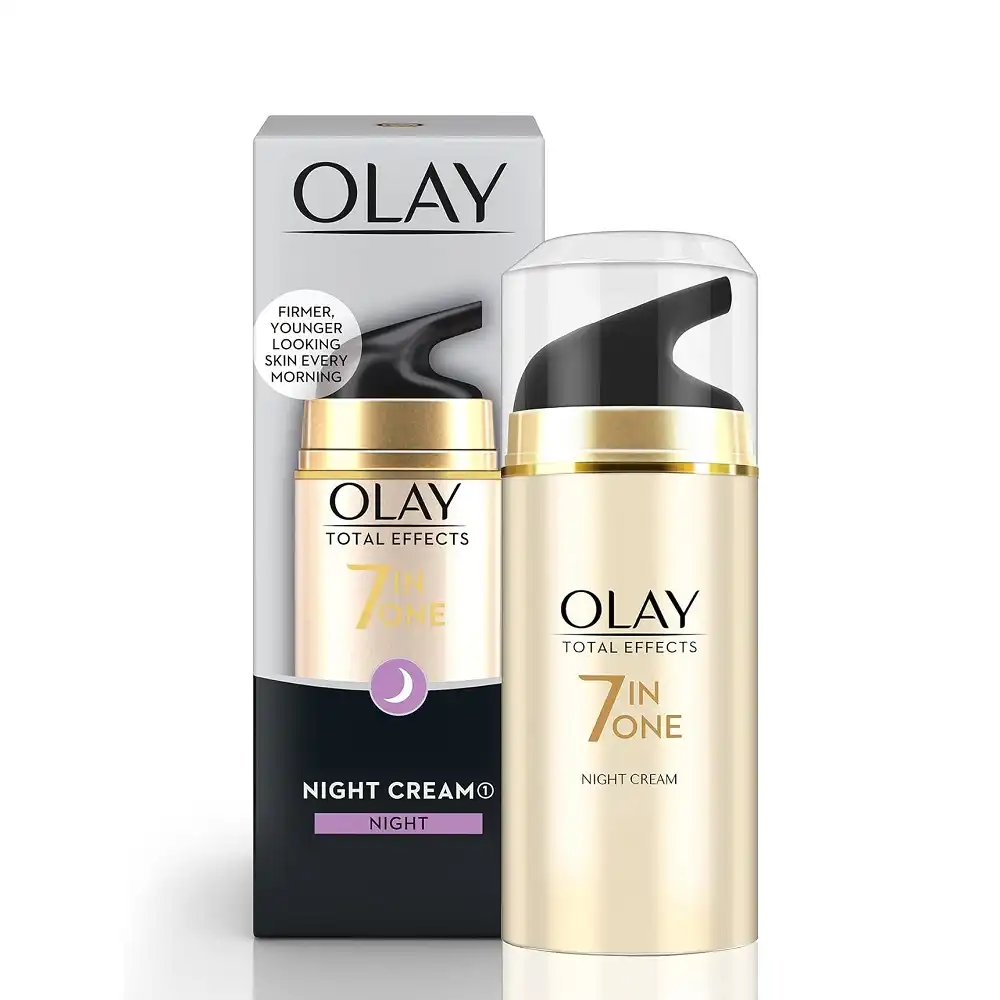 OLAY
FIRMER,
YOUNGER
LOOKING
SKIN EVERY
MORNING
OLAY
TOTAL EFFECTS
7 IN
ONE
NIGHT CREAM①
NIGHT
OLAY
TOTAL EFFECTS
7 IN
ONE
NIGHT CREAM